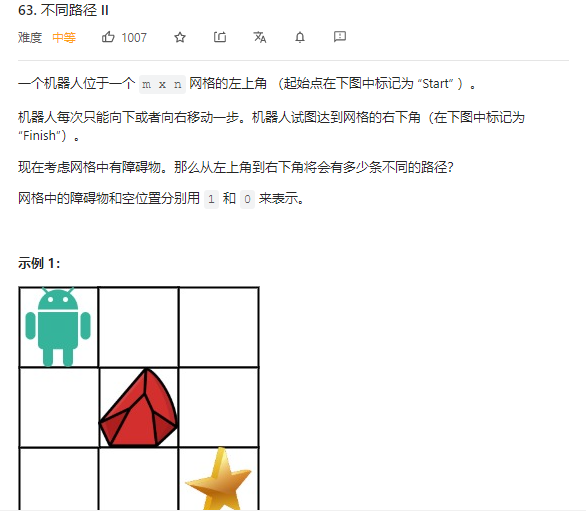 63. 不同路径 II
难度 中等 1007
一个机器人位于一个 m x n 网格的左上角 （起始点在下图中标记为 “Start” ）。
机器人每次只能向下或者向右移动一步。机器人试图达到网格的右下角（在下图中标记为
“Finish”）。
现在考虑网格中有障碍物。那么从左上角到右下角将会有多少条不同的路径？
网格中的障碍物和空位置分别用 1 和 0 来表示。
示例 1：